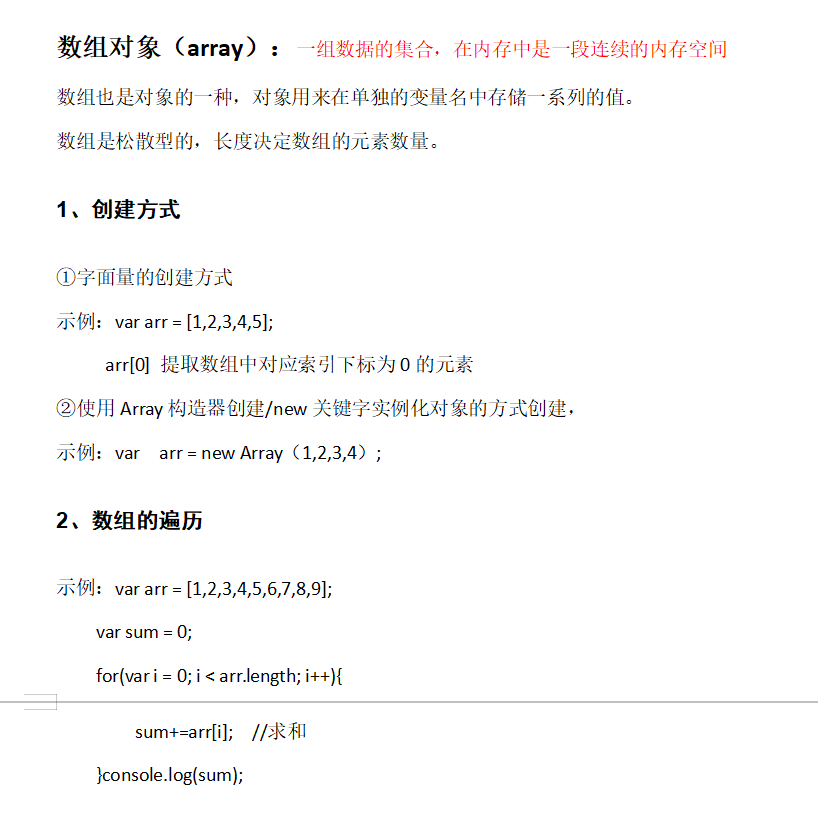 数组对象（array）：一组数据的集合，在内存中是一段连续的内存空间
数组也是对象的一种，对象用来在单独的变量名中存储一系列的值。
数组是松散型的，长度决定数组的元素数量。
1、创建方式
①字面量的创建方式
示例：var arr = [1,2,3,4,5];
arr[0] 提取数组中对应索引下标为 0 的元素
②使用 Array 构造器创建/new 关键字实例化对象的方式创建，
示例：var arr = new Array（1,2,3,4）;
2、数组的遍历
示例：var arr = [1,2,3,4,5,6,7,8,9];
var sum = 0;
for(var i = 0; i < arr.length; i++){
sum+=arr[i]; //求和
}console.log(sum);